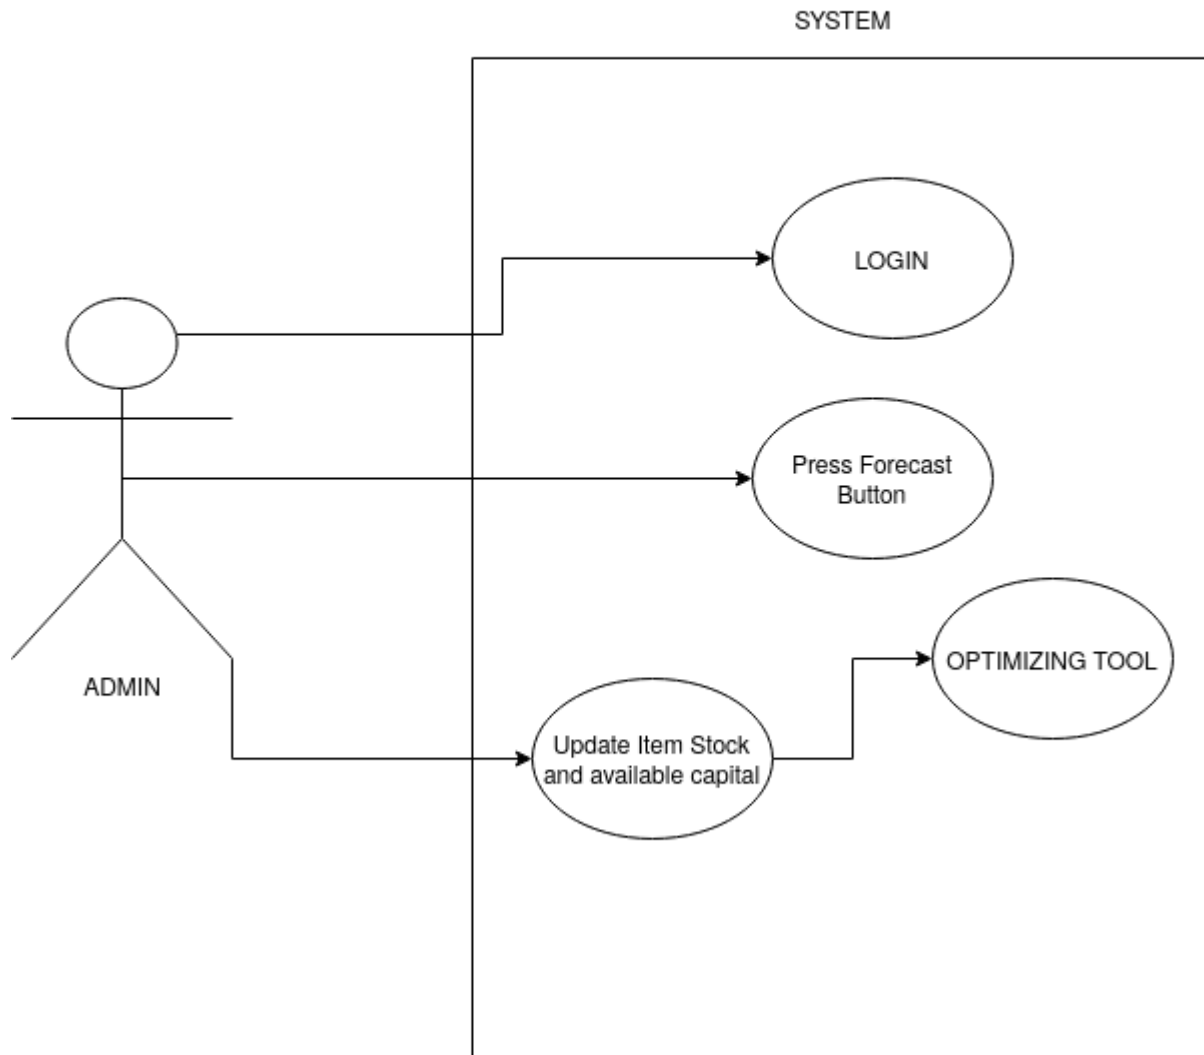 SYSTEM
LOGIN
Press Forecast
Button
OPTIMIZING TOOL
ADMIN
Update Item Stock
and available capital